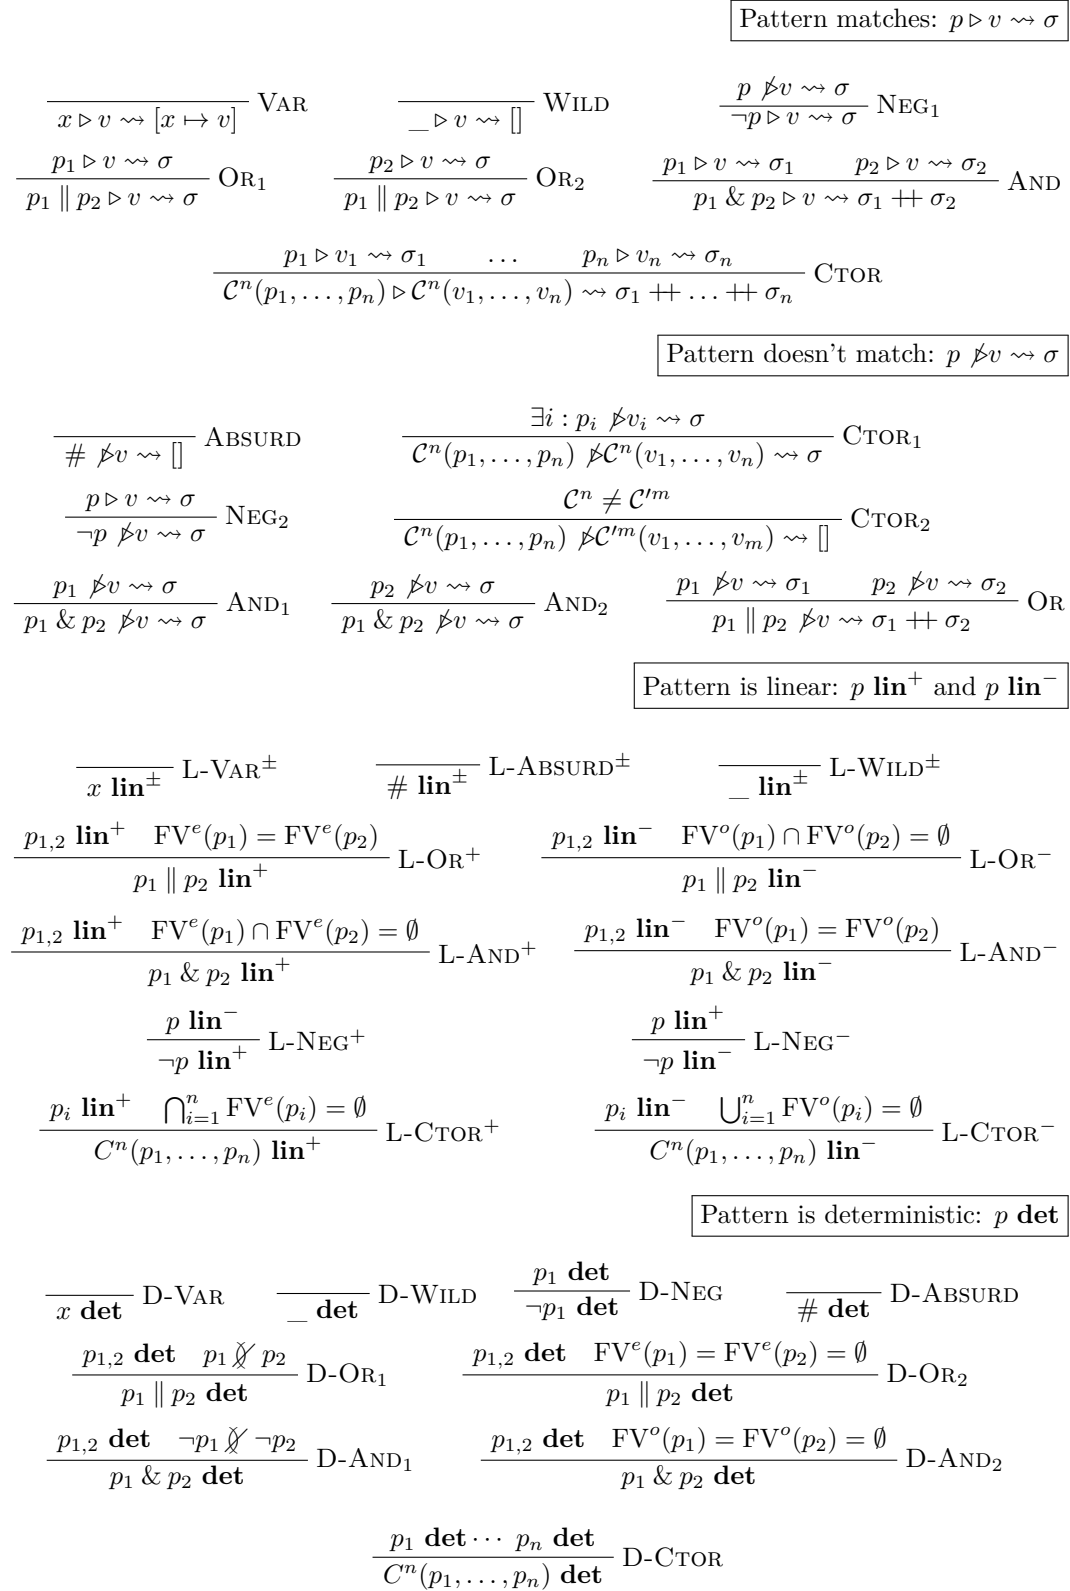 Pattern matches: p ▷ v ⇝ σ
x ▷ v ⇝ [x ↦ v] VAR
_ ▷ v ⇝ [] WILD
p ⋫ v ⇝ σ
¬p ▷ v ⇝ σ NEG₁
p₁ ▷ v ⇝ σ
p₁ ∥ p₂ ▷ v ⇝ σ OR₁
p₂ ▷ v ⇝ σ
p₁ ∥ p₂ ▷ v ⇝ σ OR₂
p₁ ▷ v ⇝ σ₁ p₂ ▷ v ⇝ σ₂
p₁ & p₂ ▷ v ⇝ σ₁ ++ σ₂ AND
p₁ ▷ v₁ ⇝ σ₁ … pₙ ▷ vₙ ⇝ σₙ
𝒞ⁿ(p₁, …, pₙ) ▷ 𝒞ⁿ(v₁, …, vₙ) ⇝ σ₁ ++ … ++ σₙ CTOR
Pattern doesn't match: p ⋫ v ⇝ σ
# ⋫ v ⇝ [] ABSURD
∃i : pᵢ ⋫ vᵢ ⇝ σ
𝒞ⁿ(p₁, …, pₙ) ⋫ 𝒞ⁿ(v₁, …, vₙ) ⇝ σ CTOR₁
p ▷ v ⇝ σ
¬p ⋫ v ⇝ σ NEG₂
𝒞ⁿ ≠ 𝒞′ᵐ
𝒞ⁿ(p₁, …, pₙ) ⋫ 𝒞′ᵐ(v₁, …, vₘ) ⇝ [] CTOR₂
p₁ ⋫ v ⇝ σ
p₁ & p₂ ⋫ v ⇝ σ AND₁
p₂ ⋫ v ⇝ σ
p₁ & p₂ ⋫ v ⇝ σ AND₂
p₁ ⋫ v ⇝ σ₁ p₂ ⋫ v ⇝ σ₂
p₁ ∥ p₂ ⋫ v ⇝ σ₁ ++ σ₂ OR
Pattern is linear: p lin⁺ and p lin⁻
x lin± L-VAR±
# lin± L-ABSURD±
_ lin± L-WILD±
p₁,₂ lin⁺ FVᵉ(p₁) = FVᵉ(p₂)
p₁ ∥ p₂ lin⁺ L-OR⁺
p₁,₂ lin⁻ FVᵒ(p₁) ∩ FVᵒ(p₂) = ∅
p₁ ∥ p₂ lin⁻ L-OR⁻
p₁,₂ lin⁺ FVᵉ(p₁) ∩ FVᵉ(p₂) = ∅
p₁ & p₂ lin⁺ L-AND⁺
p₁,₂ lin⁻ FVᵒ(p₁) = FVᵒ(p₂)
p₁ & p₂ lin⁻ L-AND⁻
p lin⁻
¬p lin⁺ L-NEG⁺
p lin⁺
¬p lin⁻ L-NEG⁻
pᵢ lin⁺ ⋂ⁿᵢ₌₁ FVᵉ(pᵢ) = ∅
Cⁿ(p₁, …, pₙ) lin⁺ L-CTOR⁺
pᵢ lin⁻ ⋃ⁿᵢ₌₁ FVᵒ(pᵢ) = ∅
Cⁿ(p₁, …, pₙ) lin⁻ L-CTOR⁻
Pattern is deterministic: p det
x det D-VAR
_ det D-WILD
p₁ det
¬p₁ det D-NEG
# det D-ABSURD
p₁,₂ det p₁ p₂
p₁ ∥ p₂ det D-OR₁
p₁,₂ det FVᵉ(p₁) = FVᵉ(p₂) = ∅
p₁ ∥ p₂ det D-OR₂
p₁,₂ det ¬p₁ ¬p₂
p₁ & p₂ det D-AND₁
p₁,₂ det FVᵒ(p₁) = FVᵒ(p₂) = ∅
p₁ & p₂ det D-AND₂
p₁ det ⋯ pₙ det
Cⁿ(p₁, …, pₙ) det D-CTOR